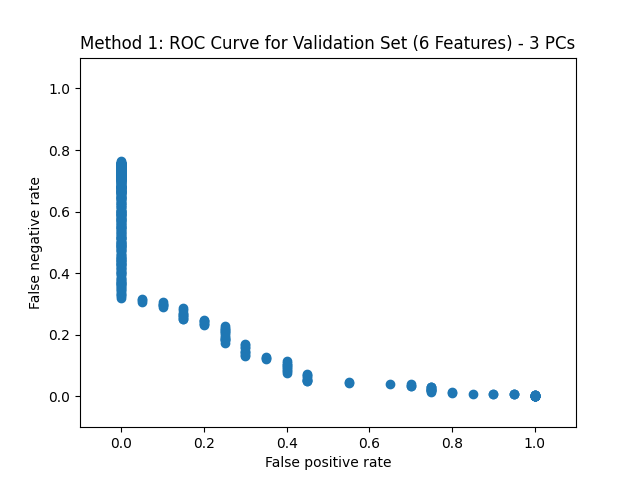 Method 1: ROC Curve for Validation Set (6 Features) - 3 PCs
1.0
0.8
0.6
0.4
0.2
0.0
False negative rate
0.0 0.2 0.4 0.6 0.8 1.0
False positive rate